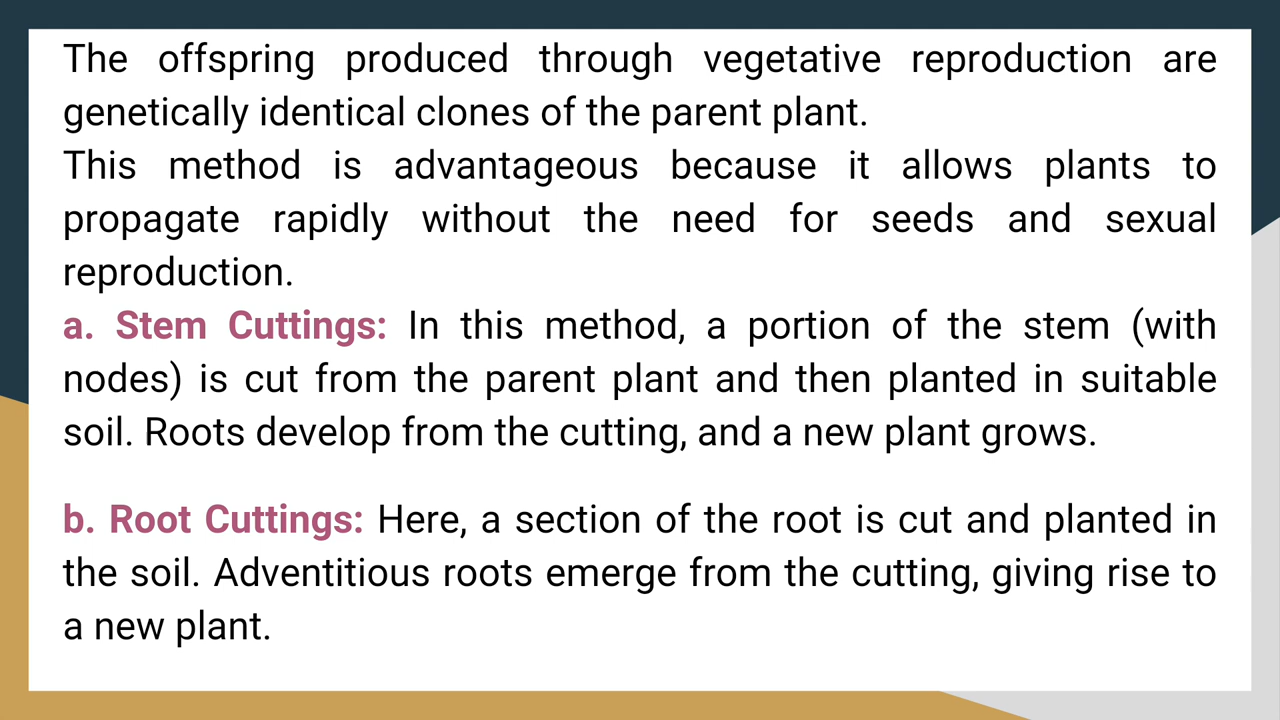 The offspring produced through vegetative reproduction are
genetically identical clones of the parent plant.
This method is advantageous because it allows plants to
propagate rapidly without the need for seeds and sexual
reproduction.
a. Stem Cuttings: In this method, a portion of the stem (with
nodes) is cut from the parent plant and then planted in suitable
soil. Roots develop from the cutting, and a new plant grows.
b. Root Cuttings: Here, a section of the root is cut and planted in
the soil. Adventitious roots emerge from the cutting, giving rise to
a new plant.